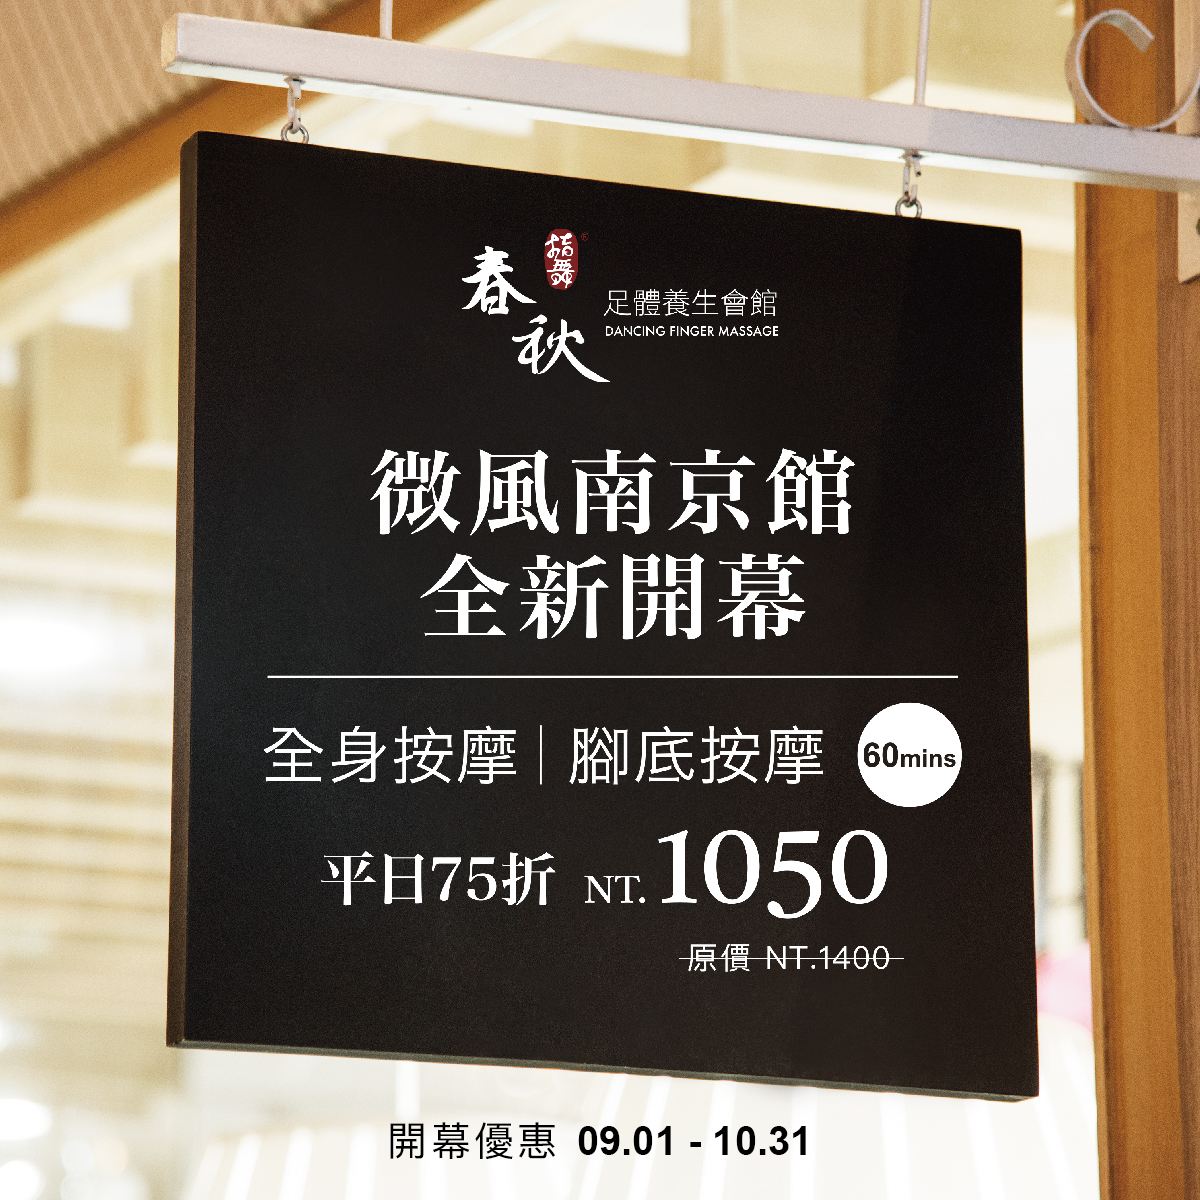 春秋
指舞®
足體養生會館
DANCING FINGER MASSAGE
微風南京館
全新開幕
全身按摩｜腳底按摩 60mins
平日75折 NT.1050
原價 NT.1400
開幕優惠 09.01 - 10.31